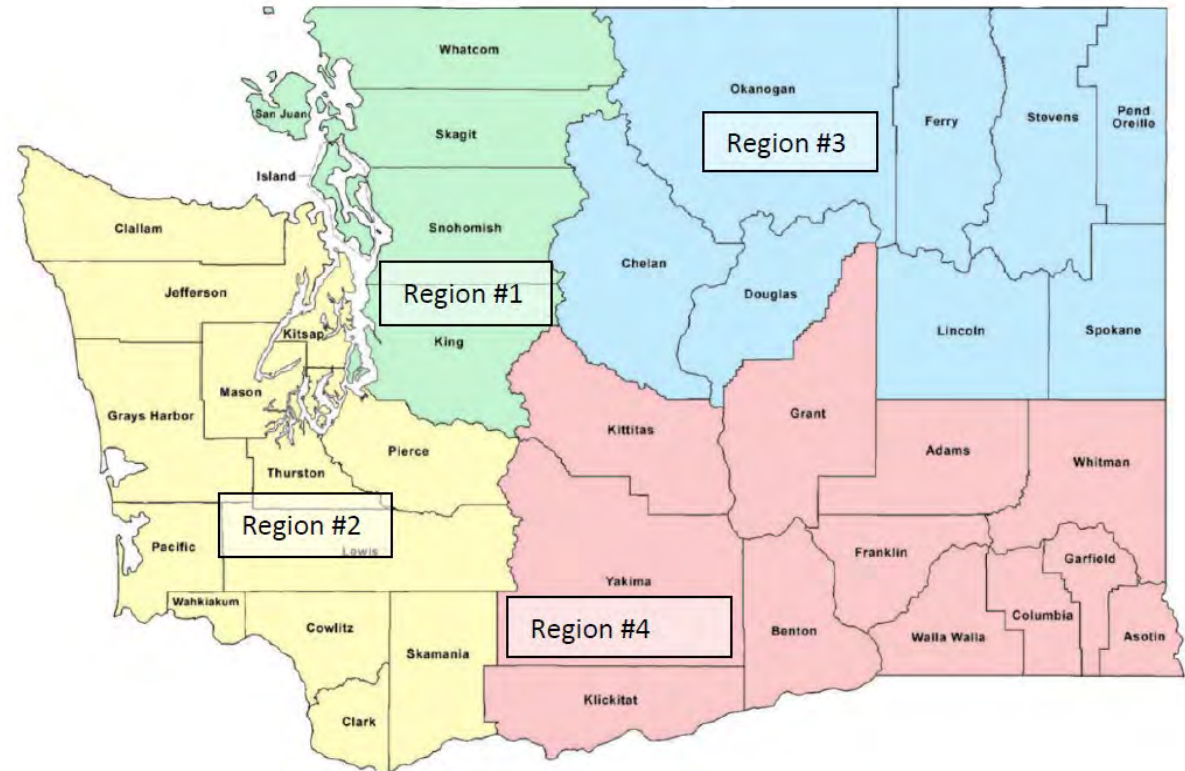 Whatcom
Okanogan
Ferry
Stevens
Pend
Oreille
San Juan
Skagit
Region #3
Island
Clallam
Snohomish
Chelan
Region #1
Jefferson
Douglas
Kitsap
King
Lincoln
Spokane
Mason
Grays Harbor
Kittitas
Grant
Pierce
Adams
Whitman
Thurston
Region #2
Lewis
Pacific
Franklin
Garfield
Yakima
Wahkiakum
Cowlitz
Region #4
Benton
Columbia
Walla Walla
Asotin
Skamania
Klickitat
Clark